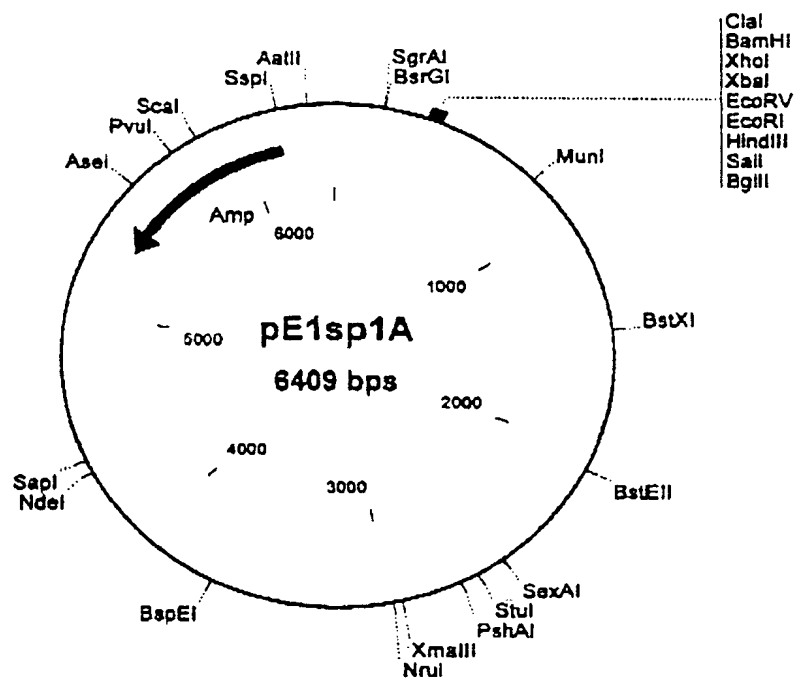 ClaI
BamHI
XhoI
XbaI
EcoRV
EcoRI
HindIII
SalI
BglII
AatII
SspI
SgrAI
BsrGI
ScaI
PvuI
AseI
MunI
Amp
6000
1000
BstXI
5000
pE1sp1A
6409 bps
2000
4000
3000
SapI
NdeI
BstEII
BspEI
SexAI
StuI
PshAI
XmaIII
NruI